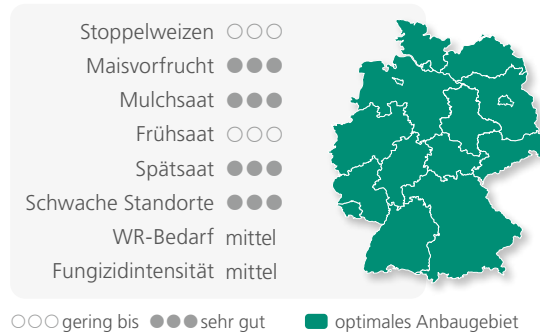 Stoppelweizen ○○○
Maisvorfrucht ●●●
Mulchsaat ●●●
Frühsaat ○○○
Spätsaat ●●●
Schwache Standorte ●●●
WR-Bedarf mittel
Fungizidintensität mittel
○○○ gering bis ●●● sehr gut optimales Anbaugebiet